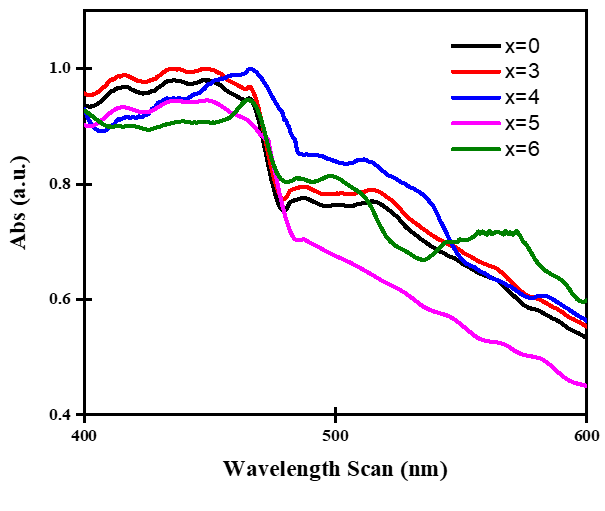 x=0
x=3
x=4
x=5
x=6
1.0
0.8
0.6
0.4
Abs (a.u.)
400 500 600
Wavelength Scan (nm)